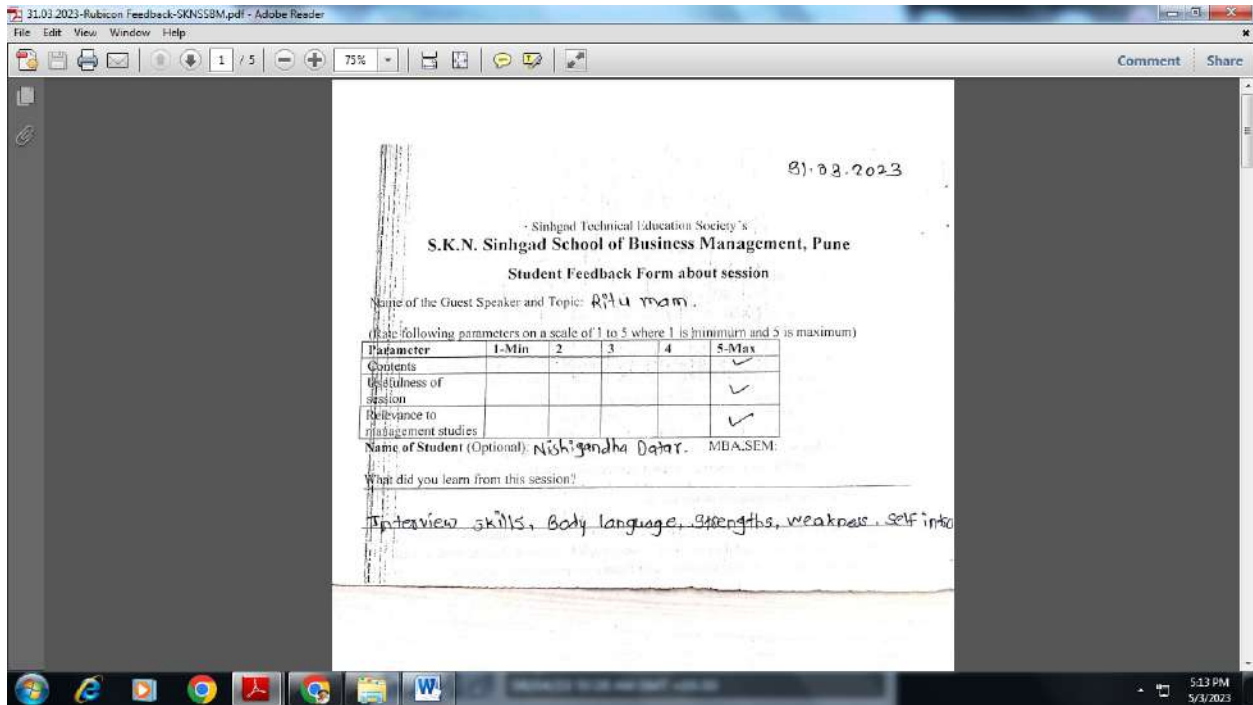 31.03.2023-Rubicon Feedback-SKNSSBM.pdf - Adobe Reader
File Edit View Window Help
1 / 5 75% Comment Share
31.03.2023
Sinhgad Technical Education Society's
S.K.N. Sinhgad School of Business Management, Pune
Student Feedback Form about session
Name of the Guest Speaker and Topic: Ritu mam.
(Rate following parameters on a scale of 1 to 5 where 1 is minimum and 5 is maximum)
Parameter 1-Min 2 3 4 5-Max
Contents ✓
Usefulness of
session ✓
Relevance to
management studies ✓
Name of Student (Optional): Nishigandha Datar. MBA.SEM:
What did you learn from this session?
Interview skills, Body language, Strengths, weakness. Self intro
5:13 PM
5/3/2023